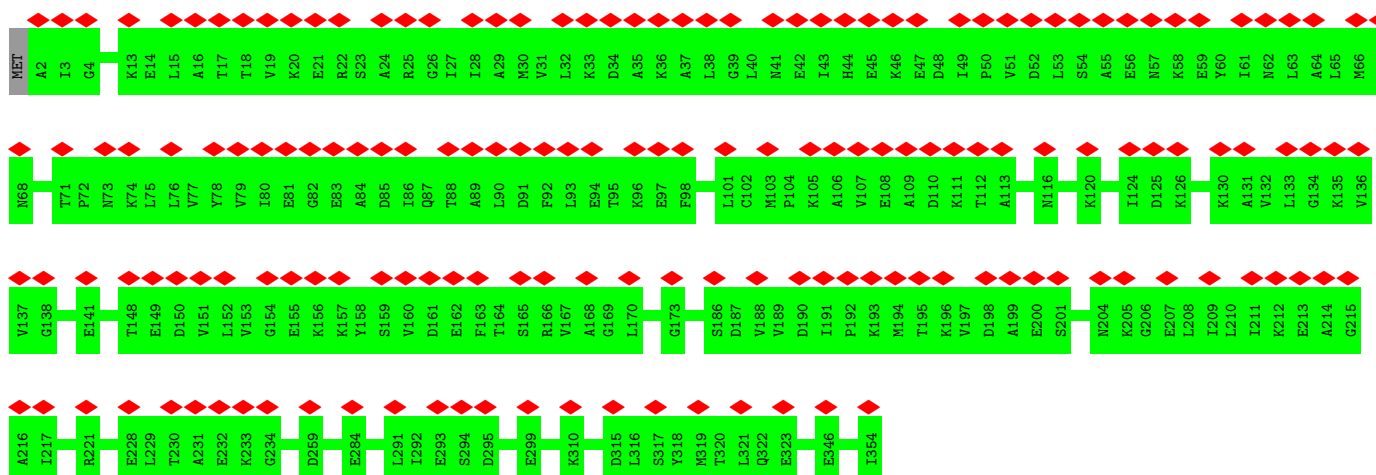 MET A2 I3 G4 K13 E14 L15 A16 T17 T18 V19 K20 E21 R22 S23 A24 R25 G26 I27 I28 A29 M30 V31 L32 K33 D34 A35 K36 A37 L38 G39 L40 N41 E42 I43 H44 E45 K46 E47 D48 I49 P50 V51 D52 L53 S54 A55 E56 N57 K58 E59 Y60 I61 N62 L63 A64 L65 M66
N68 T71 P72 N73 K74 L75 L76 V77 Y78 V79 I80 E81 G82 E83 A84 D85 I86 Q87 T88 A89 L90 D91 F92 L93 E94 T95 K96 E97 F98 L101 C102 M103 P104 K105 A106 V107 E108 A109 D110 K111 T112 A113 N116 K120 I124 D125 K126 K130 A131 V132 L133 G134 K135 V136
V137 G138 E141 T148 E149 D150 V151 L152 V153 G154 E155 K156 K157 Y158 S159 V160 D161 E162 F163 T164 S165 R166 V167 A168 G169 L170 G173 S186 D187 V188 V189 D190 I191 P192 K193 M194 T195 K196 V197 D198 A199 E200 S201 N204 K205 G206 E207 L208 I209 L210 I211 K212 E213 A214 G215
A216 I217 R221 E228 L229 T230 A231 E232 K233 G234 D259 E284 L291 I292 E293 S294 D295 E299 K310 D315 L316 S317 Y318 M319 T320 L321 Q322 E323 E346 I354